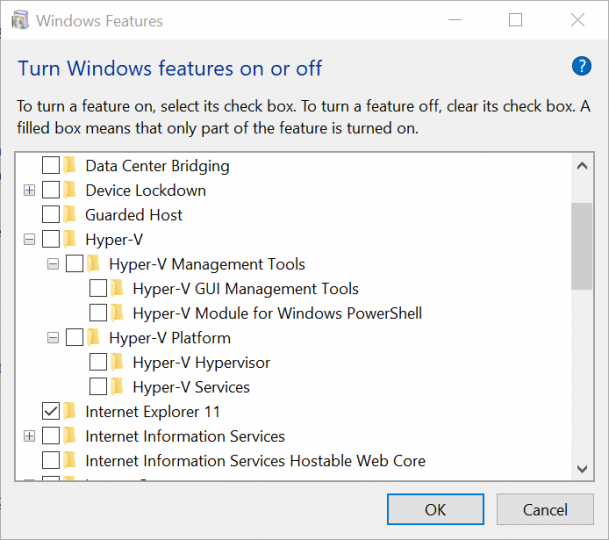 Windows Features
Turn Windows features on or off
?
To turn a feature on, select its check box. To turn a feature off, clear its check box. A
filled box means that only part of the feature is turned on.
Data Center Bridging
Device Lockdown
Guarded Host
Hyper-V
Hyper-V Management Tools
Hyper-V GUI Management Tools
Hyper-V Module for Windows PowerShell
Hyper-V Platform
Hyper-V Hypervisor
Hyper-V Services
Internet Explorer 11
Internet Information Services
Internet Information Services Hostable Web Core
OK
Cancel